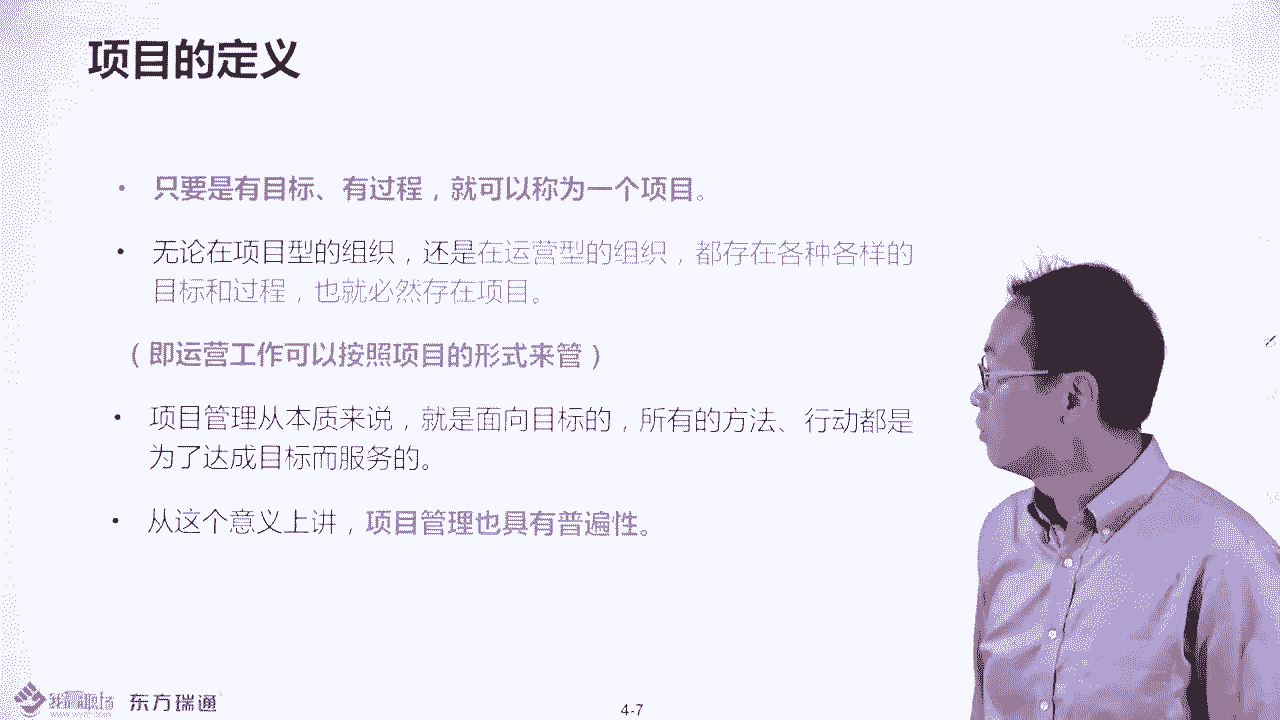 项目的定义
• 只要是有目标、有过程，就可以称为一个项目。
• 无论在项目型的组织，还是在运营型的组织，都存在各种各样的
目标和过程，也就必然存在项目。
（即运营工作可以按照项目的形式来管）
• 项目管理从本质来说，就是面向目标的，所有的方法、行动都是
为了达成目标而服务的。
• 从这个意义上讲，项目管理也具有普遍性。
东方瑞通
4-7